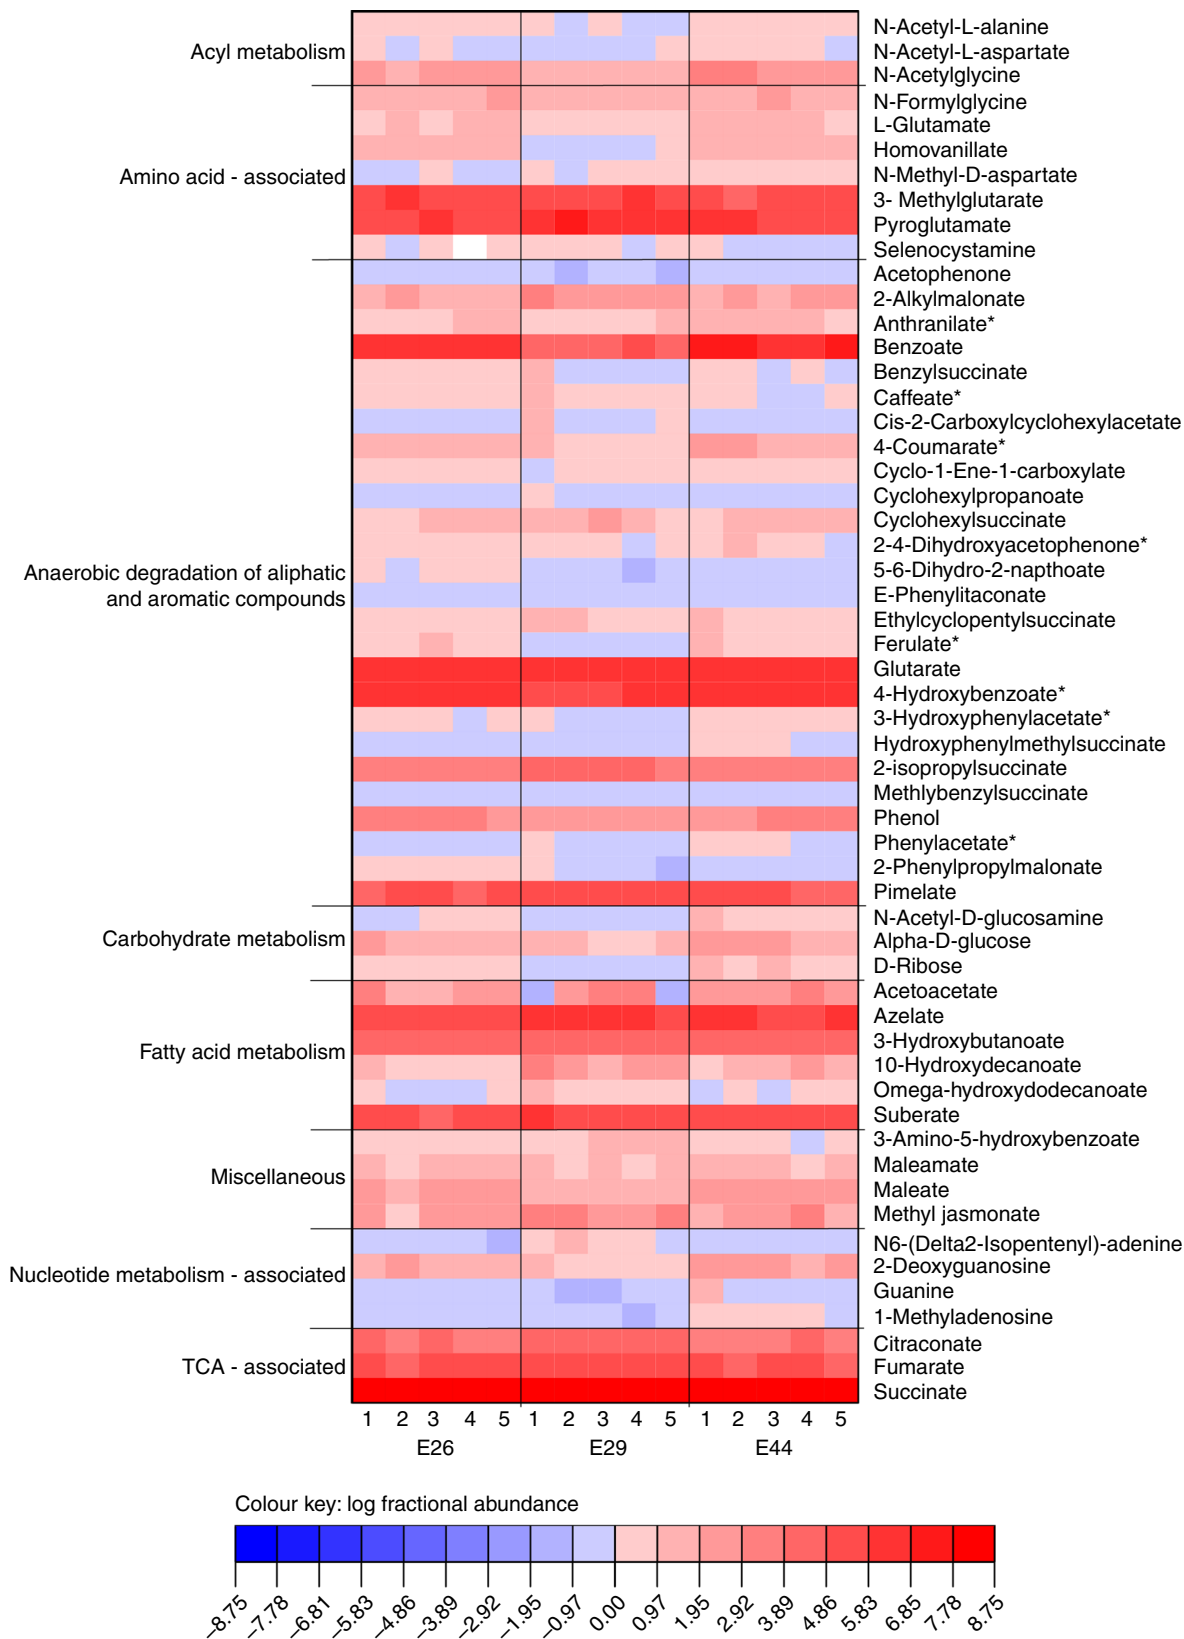 Acyl metabolism
N-Acetyl-L-alanine
N-Acetyl-L-aspartate
N-Acetylglycine
Amino acid - associated
N-Formylglycine
L-Glutamate
Homovanillate
N-Methyl-D-aspartate
3- Methylglutarate
Pyroglutamate
Selenocystamine
Anaerobic degradation of aliphatic
and aromatic compounds
Acetophenone
2-Alkylmalonate
Anthranilate*
Benzoate
Benzylsuccinate
Caffeate*
Cis-2-Carboxylcyclohexylacetate
4-Coumarate*
Cyclo-1-Ene-1-carboxylate
Cyclohexylpropanoate
Cyclohexylsuccinate
2-4-Dihydroxyacetophenone*
5-6-Dihydro-2-napthoate
E-Phenylitaconate
Ethylcyclopentylsuccinate
Ferulate*
Glutarate
4-Hydroxybenzoate*
3-Hydroxyphenylacetate*
Hydroxyphenylmethylsuccinate
2-isopropylsuccinate
Methlybenzylsuccinate
Phenol
Phenylacetate*
2-Phenylpropylmalonate
Pimelate
Carbohydrate metabolism
N-Acetyl-D-glucosamine
Alpha-D-glucose
D-Ribose
Fatty acid metabolism
Acetoacetate
Azelate
3-Hydroxybutanoate
10-Hydroxydecanoate
Omega-hydroxydodecanoate
Suberate
Miscellaneous
3-Amino-5-hydroxybenzoate
Maleamate
Maleate
Methyl jasmonate
Nucleotide metabolism - associated
N6-(Delta2-Isopentenyl)-adenine
2-Deoxyguanosine
Guanine
1-Methyladenosine
TCA - associated
Citraconate
Fumarate
Succinate
1 2 3 4 5 1 2 3 4 5 1 2 3 4 5
E26 E29 E44
Colour key: log fractional abundance
−8.75 −7.78 −6.81 −5.83 −4.86 −3.89 −2.92 −1.95 −0.97 0.00 0.97 1.95 2.92 3.89 4.86 5.83 6.85 7.78 8.75